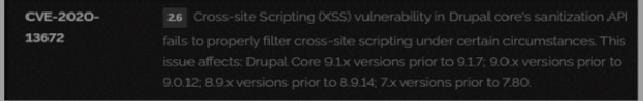 CVE-2020- 2.6 Cross-site Scripting (XSS) vulnerability in Drupal core's sanitization API
13672 fails to properly filter cross-site scripting under certain circumstances. This
issue affects: Drupal Core 9.1.x versions prior to 9.1.7; 9.0.x versions prior to
9.0.12; 8.9.x versions prior to 8.9.14; 7.x versions prior to 7.80.